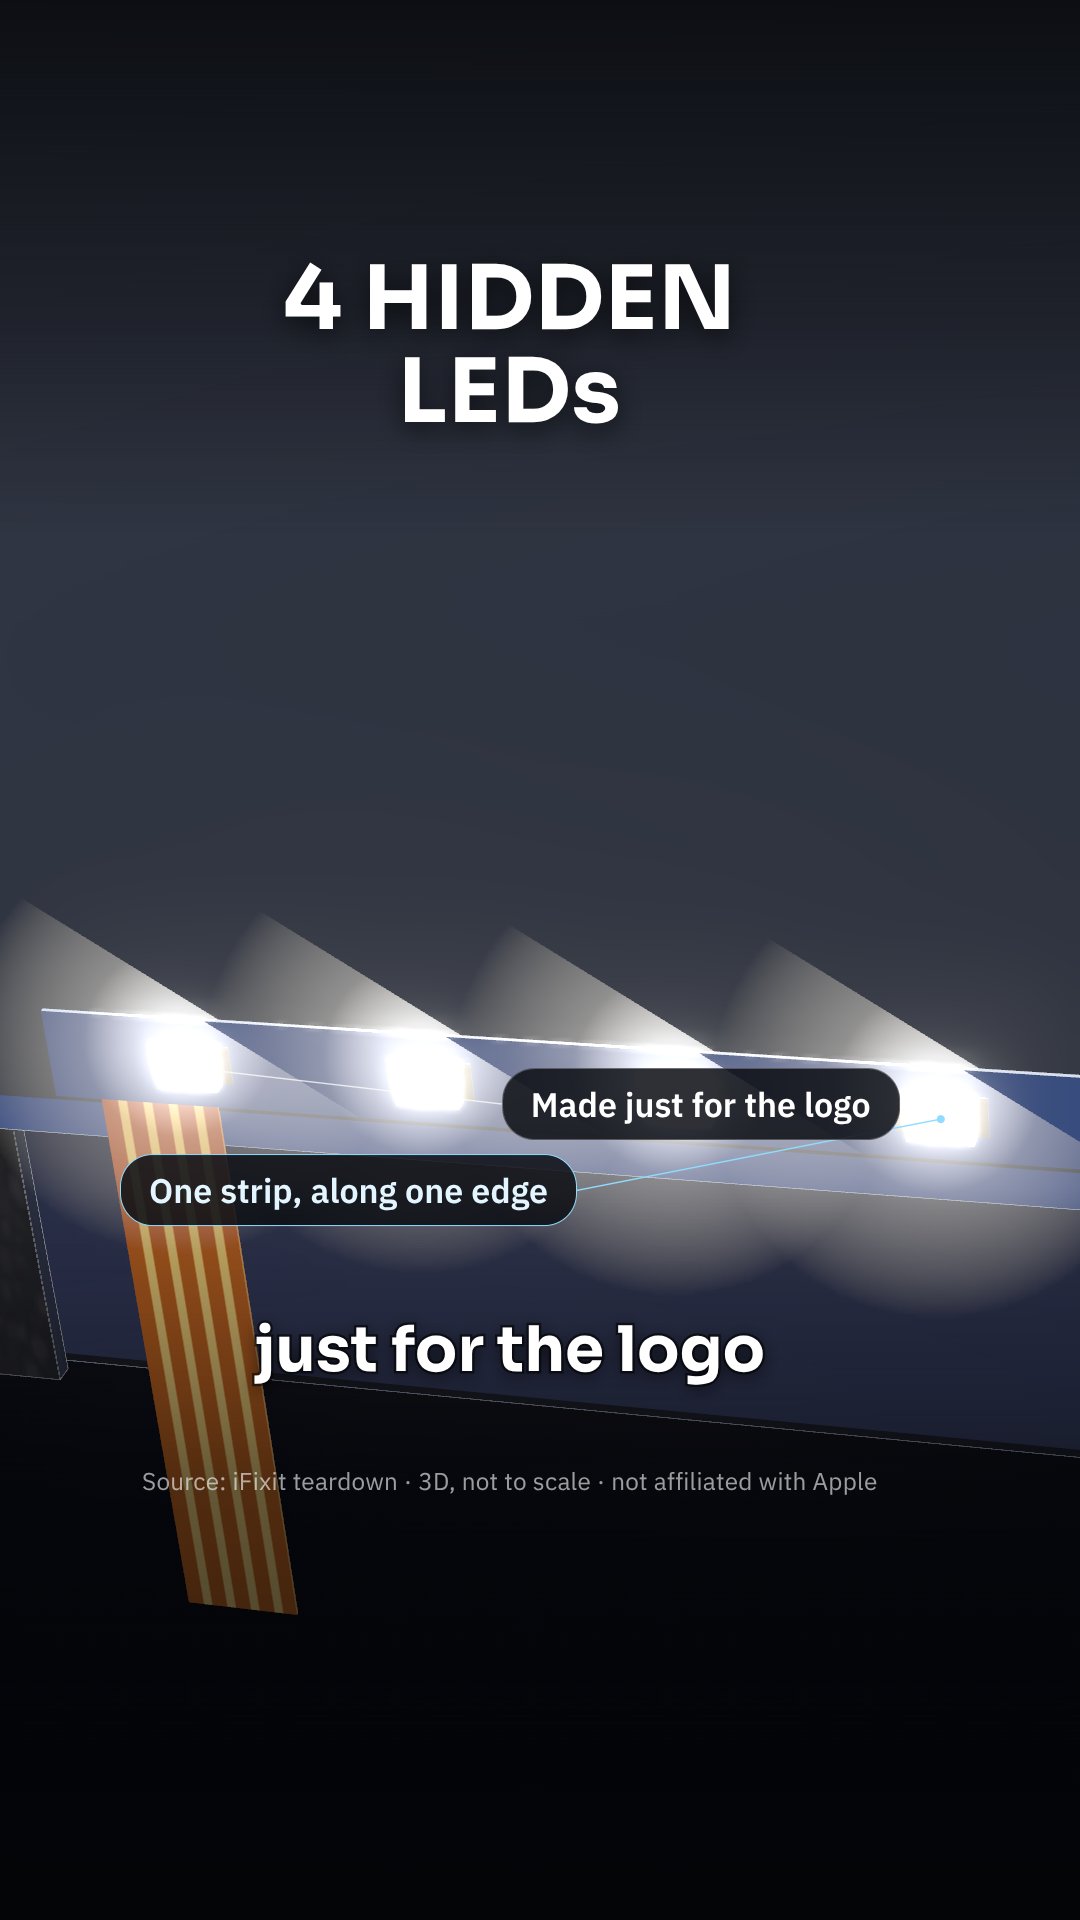 4 HIDDEN
LEDs
Made just for the logo
One strip, along one edge
just for the logo
Source: iFixit teardown · 3D, not to scale · not affiliated with Apple